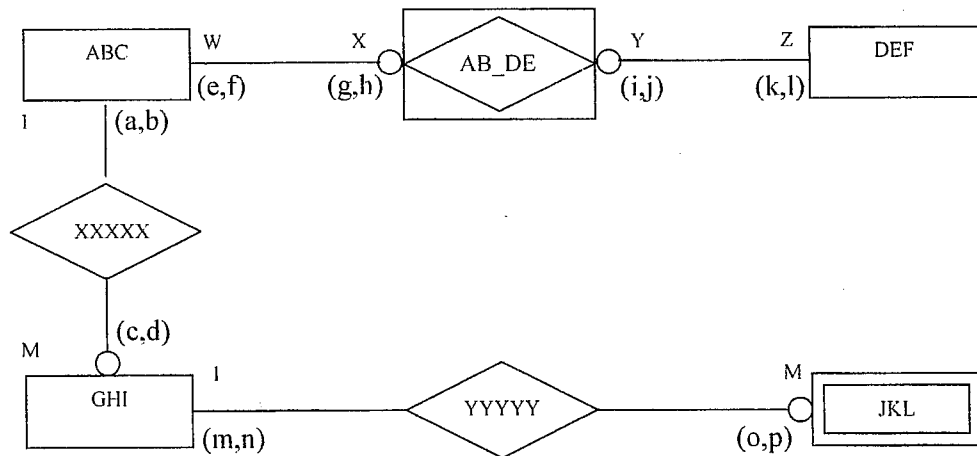 ABC
W
X
AB_DE
Y
Z
DEF
(e,f)
(g,h)
(i,j)
(k,l)
1
(a,b)
XXXXX
(c,d)
M
GHI
1
YYYYY
M
JKL
(m,n)
(o,p)